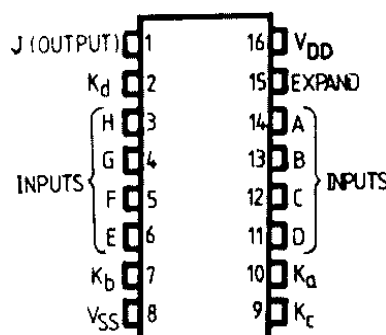 J (OUTPUT) 1 16 VDD
Kd 2 15 EXPAND
H 3 14 A
G 4 13 B
INPUTS INPUTS
F 5 12 C
E 6 11 D
Kb 7 10 Ka
VSS 8 9 Kc